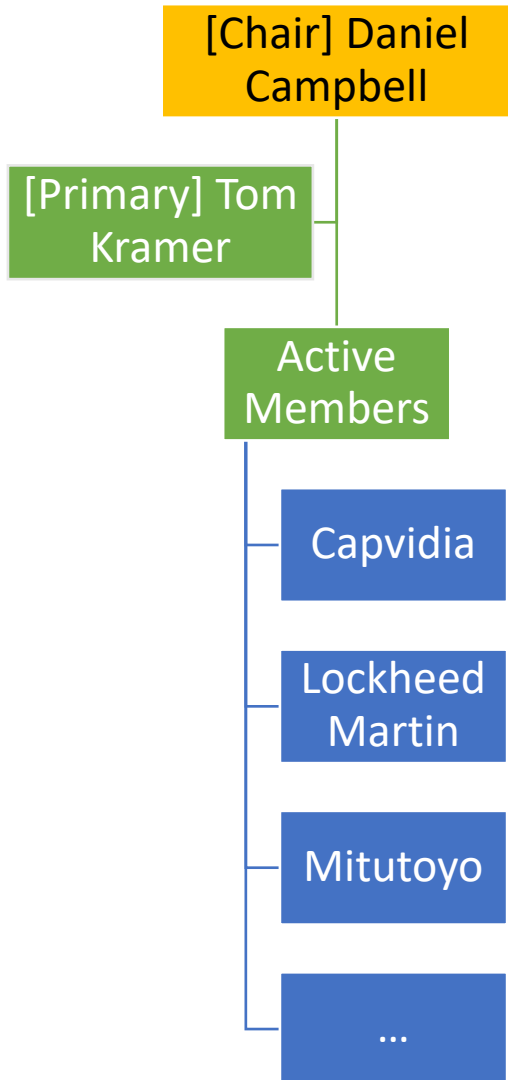 [Chair] Daniel
Campbell
[Primary] Tom
Kramer
Active
Members
Capvidia
Lockheed
Martin
Mitutoyo
...